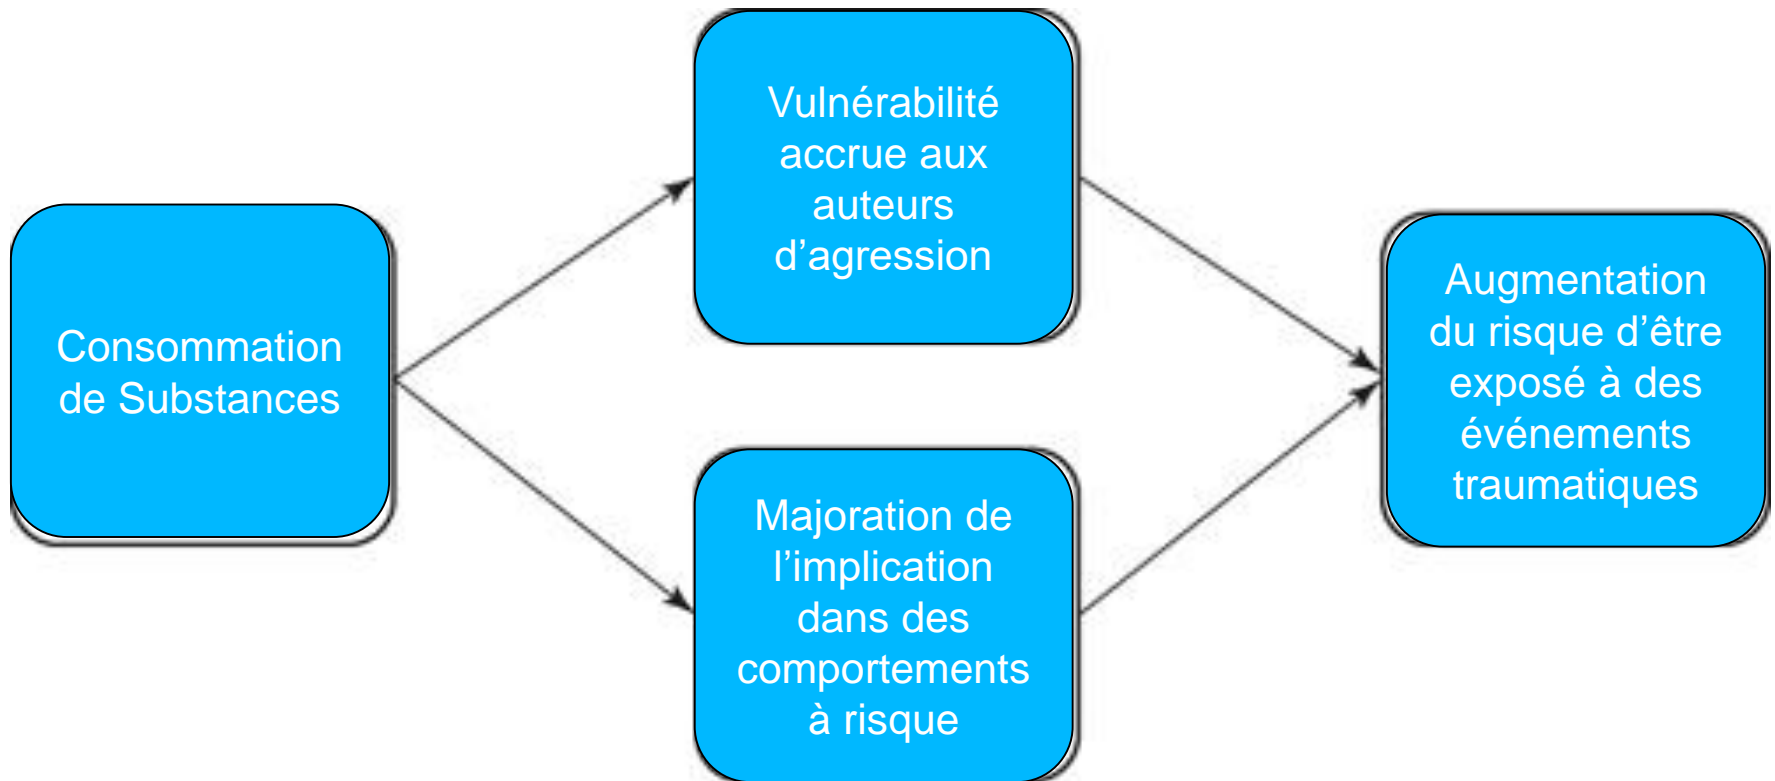 Consommation
de Substances
Vulnérabilité
accrue aux
auteurs
d’agression
Majoration de
l’implication
dans des
comportements
à risque
Augmentation
du risque d’être
exposé à des
événements
traumatiques